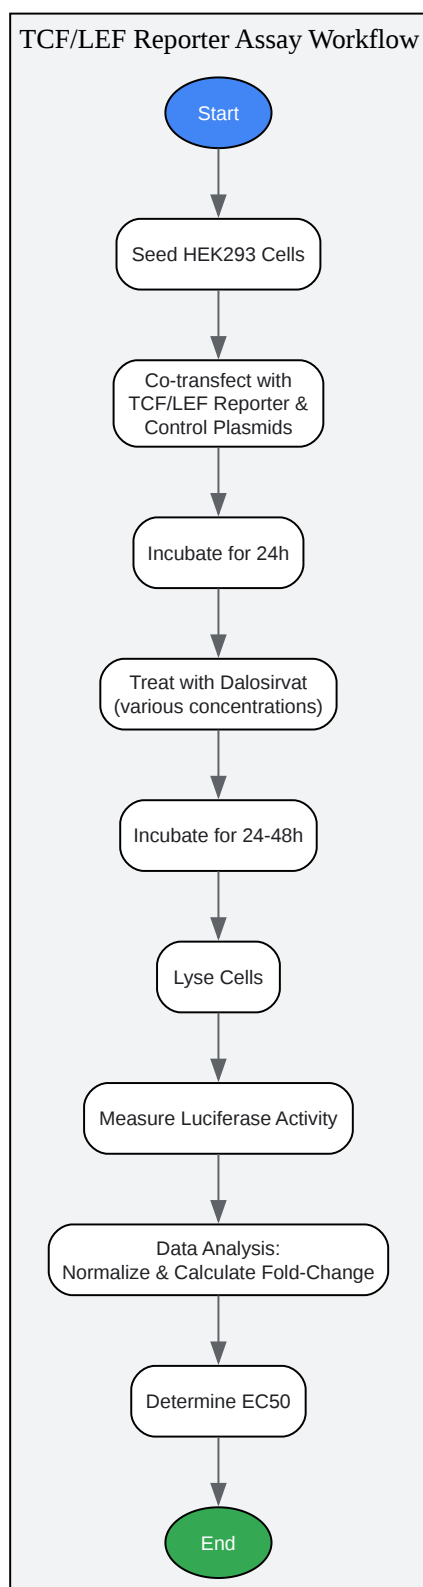 TCF/LEF Reporter Assay Workflow
Start
Seed HEK293 Cells
Co-transfect with
TCF/LEF Reporter &
Control Plasmids
Incubate for 24h
Treat with Dalosirvat
(various concentrations)
Incubate for 24-48h
Lyse Cells
Measure Luciferase Activity
Data Analysis:
Normalize & Calculate Fold-Change
Determine EC50
End